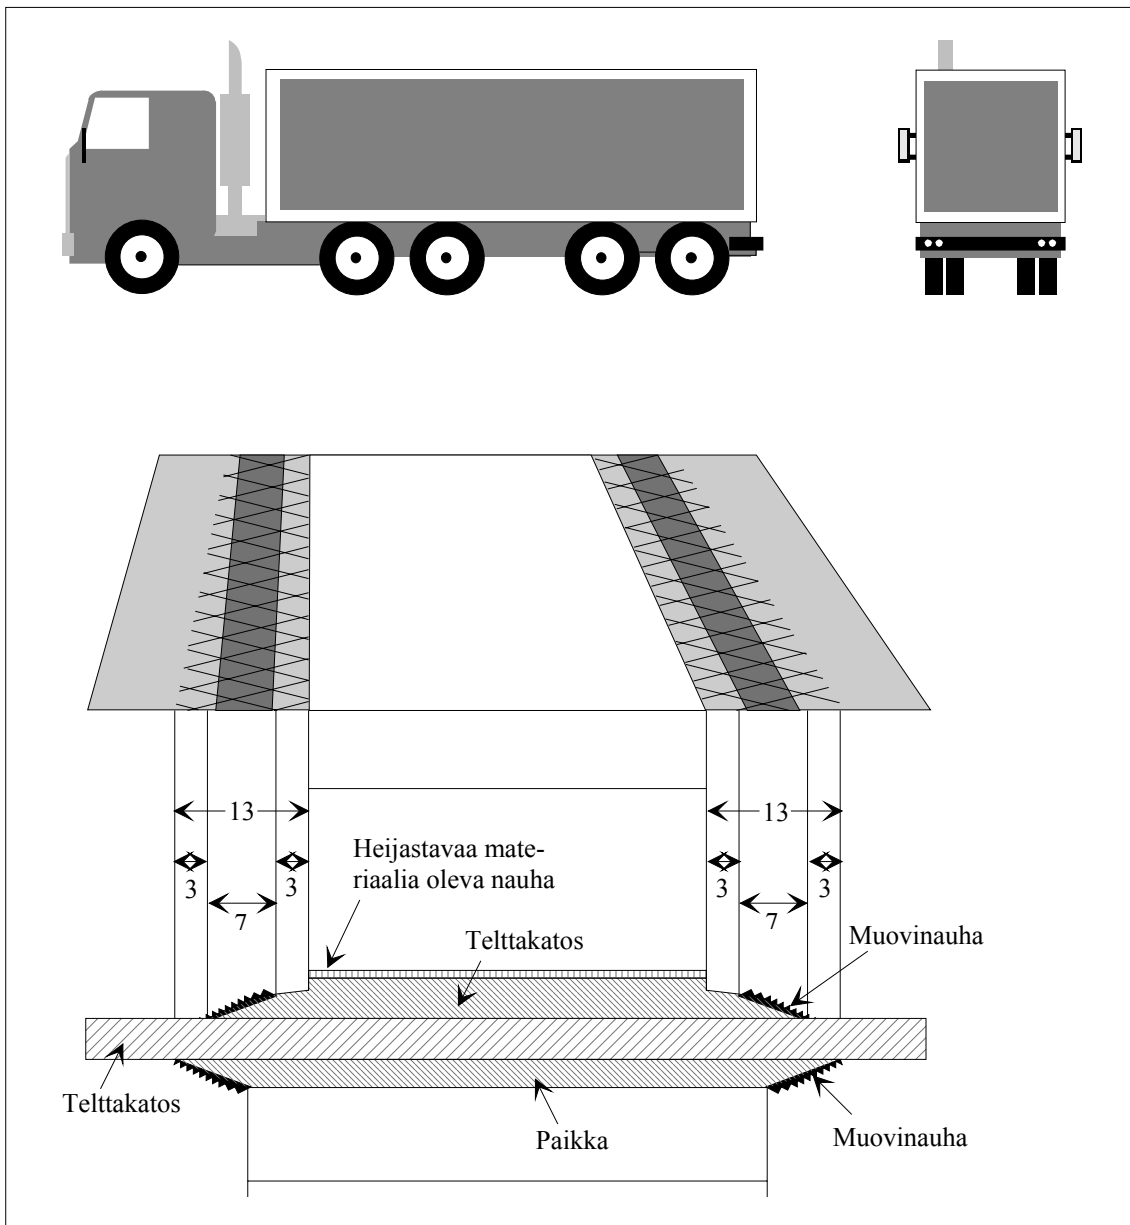 13
13
Heijastavaa mate-
riaalia oleva nauha
3
3
3
3
7
7
Telttakatos
Muovinauha
Telttakatos
Paikka
Muovinauha